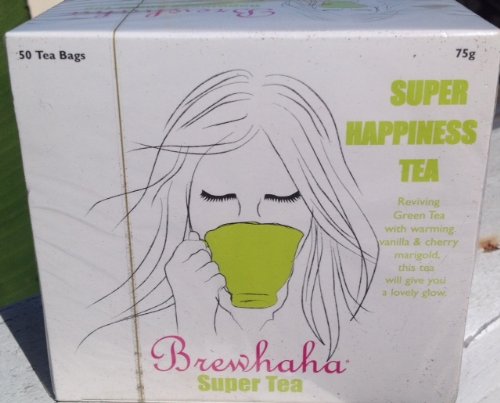 Brewhaha
50 Tea Bags
75g
SUPER
HAPPINESS
TEA
Reviving
Green Tea
with warming
vanilla & cherry
marigold,
this tea
will give you
a lovely glow.
Brewhaha
Super Tea